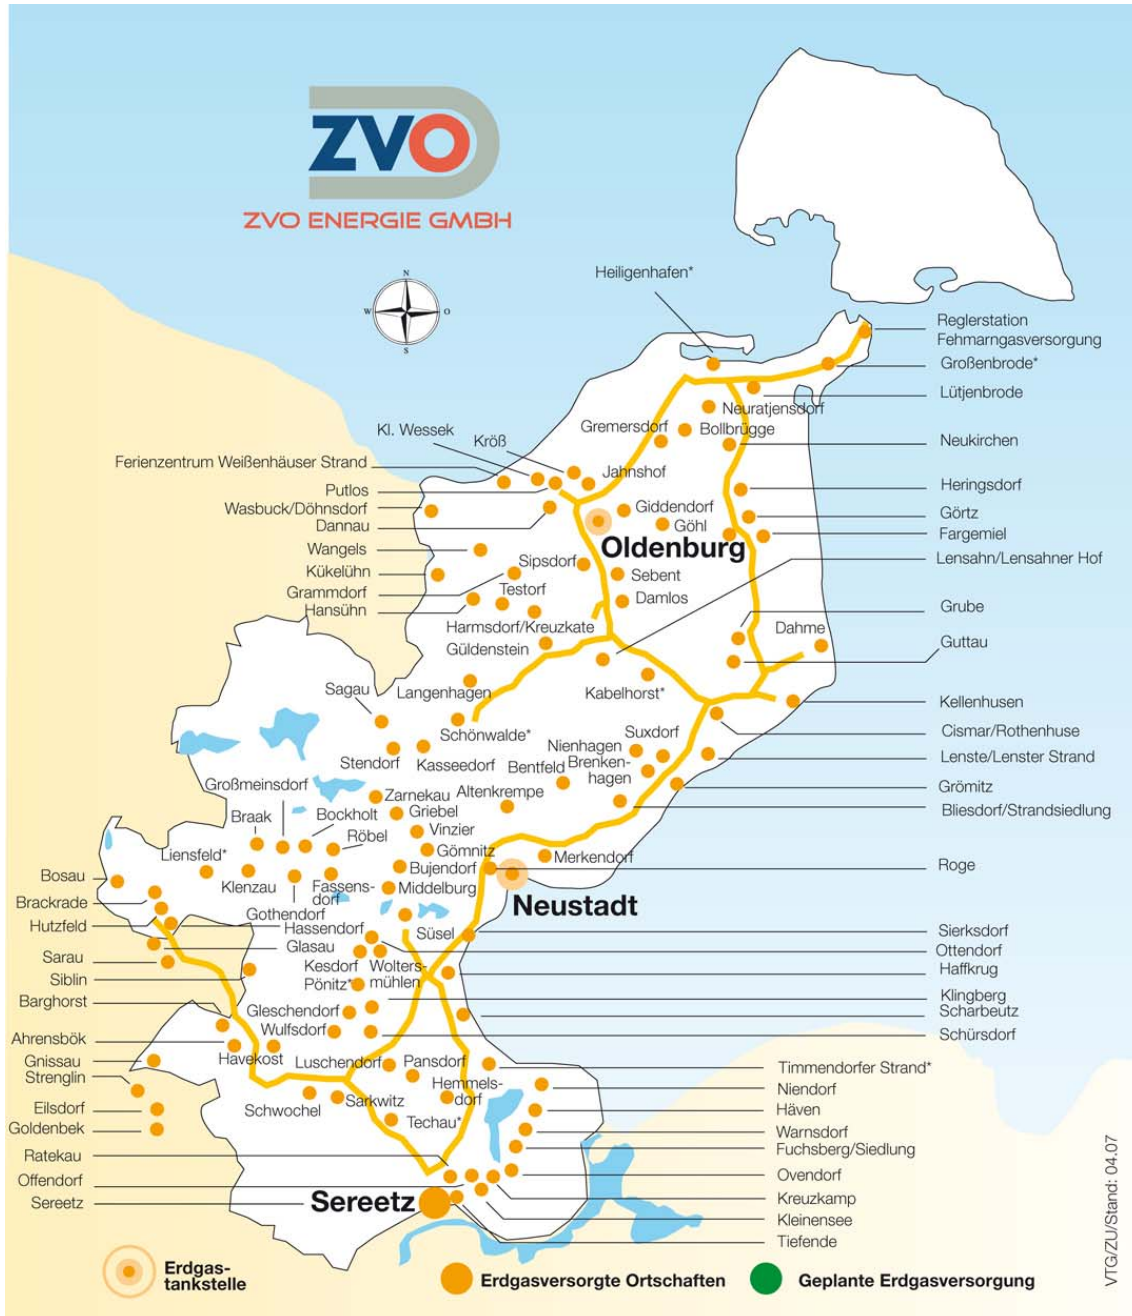 ZVO
ZVO ENERGIE GMBH
N
W
O
S
Heiligenhafen*
Reglerstation
Fehmarngasversorgung
Großenbrode*
Lütjenbrode
Neuratjensdorf
Gremersdorf
Bollbrügge
Neukirchen
Kl. Wessek
Kröß
Ferienzentrum Weißenhäuser Strand
Jahnshof
Putlos
Heringsdorf
Wasbuck/Döhnsdorf
Giddendorf
Görtz
Dannau
Göhl
Fargemiel
Oldenburg
Wangels
Sipsdorf
Lensahn/Lensahner Hof
Kükelühn
Sebent
Grammdorf
Testorf
Damlos
Hansühn
Grube
Harmsdorf/Kreuzkate
Dahme
Güldenstein
Guttau
Sagau
Langenhagen
Kabelhorst*
Kellenhusen
Schönwalde*
Suxdorf
Cismar/Rothenhuse
Stendorf
Kasseedorf
Nienhagen
Brenken-
hagen
Bentfeld
Lenste/Lenster Strand
Großmeinsdorf
Zarnekau
Altenkrempe
Grömitz
Braak
Bockholt
Griebel
Bliesdorf/Strandsiedlung
Röbel
Vinzier
Liensfeld*
Gömnitz
Merkendorf
Bosau
Klenzau
Fassens-
dorf
Bujendorf
Roge
Middelburg
Brackrade
Neustadt
Gothendorf
Hutzfeld
Hassendorf
Süsel
Sierksdorf
Glasau
Ottendorf
Sarau
Kesdorf
Wolters-
mühlen
Haffkrug
Siblin
Pönitz*
Klingberg
Barghorst
Gleschendorf
Scharbeutz
Wulfsdorf
Schürsdorf
Ahrensbök
Havekost
Gnissau
Luschendorf
Pansdorf
Timmendorfer Strand*
Strenglin
Hemmels-
dorf
Niendorf
Eilsdorf
Schwochel
Sarkwitz
Häven
Goldenbek
Techau*
Warnsdorf
Fuchsberg/Siedlung
Ratekau
Ovendorf
Offendorf
Kreuzkamp
Sereetz
Sereetz
Kleinensee
Tiefende
VTG/ZU/Stand: 04.07
Erdgas-
tankstelle
Erdgasversorgte Ortschaften
Geplante Erdgasversorgung